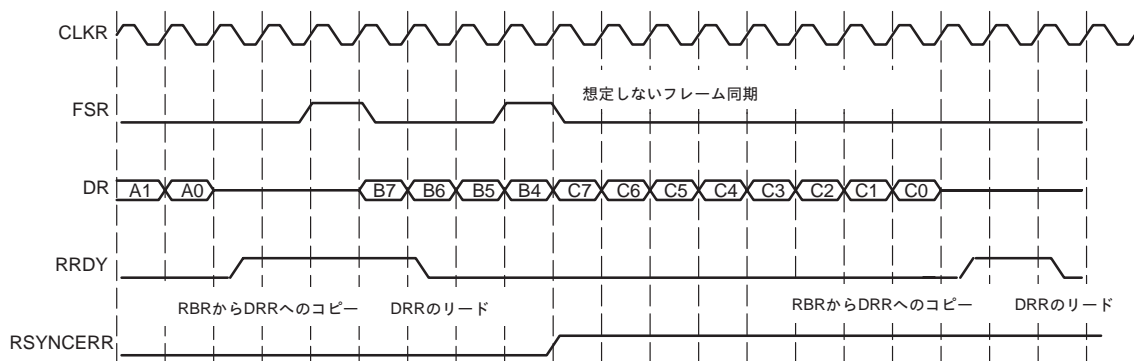 CLKR
FSR
想定しないフレーム同期
DR A1 A0 B7 B6 B5 B4 C7 C6 C5 C4 C3 C2 C1 C0
RRDY
RBRからDRRへのコピー DRRのリード RBRからDRRへのコピー DRRのリード
RSYNCERR